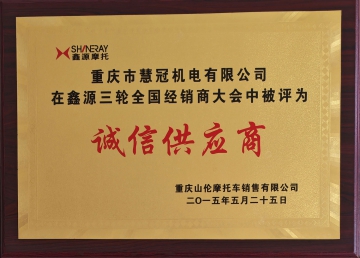 SHINERAY
鑫源摩托
重庆市慧冠机电有限公司
在鑫源三轮全国经销商大会中被评为
诚信供应商
重庆山伦摩托车销售有限公司
二〇一五年五月二十五日